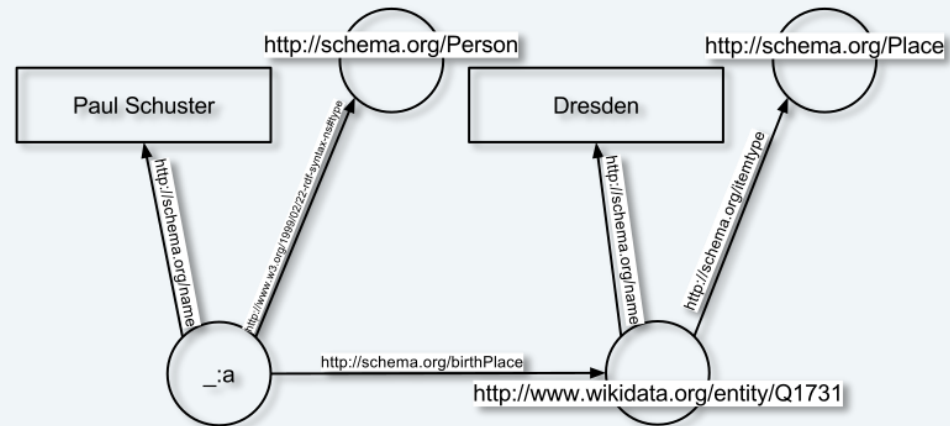 http://schema.org/Person
http://schema.org/Place
Paul Schuster
Dresden
http://schema.org/name
http://www.w3.org/1999/02/22-rdf-syntax-ns#type
http://schema.org/name
http://schema.org/itemtype
_:a
http://schema.org/birthPlace
http://www.wikidata.org/entity/Q1731